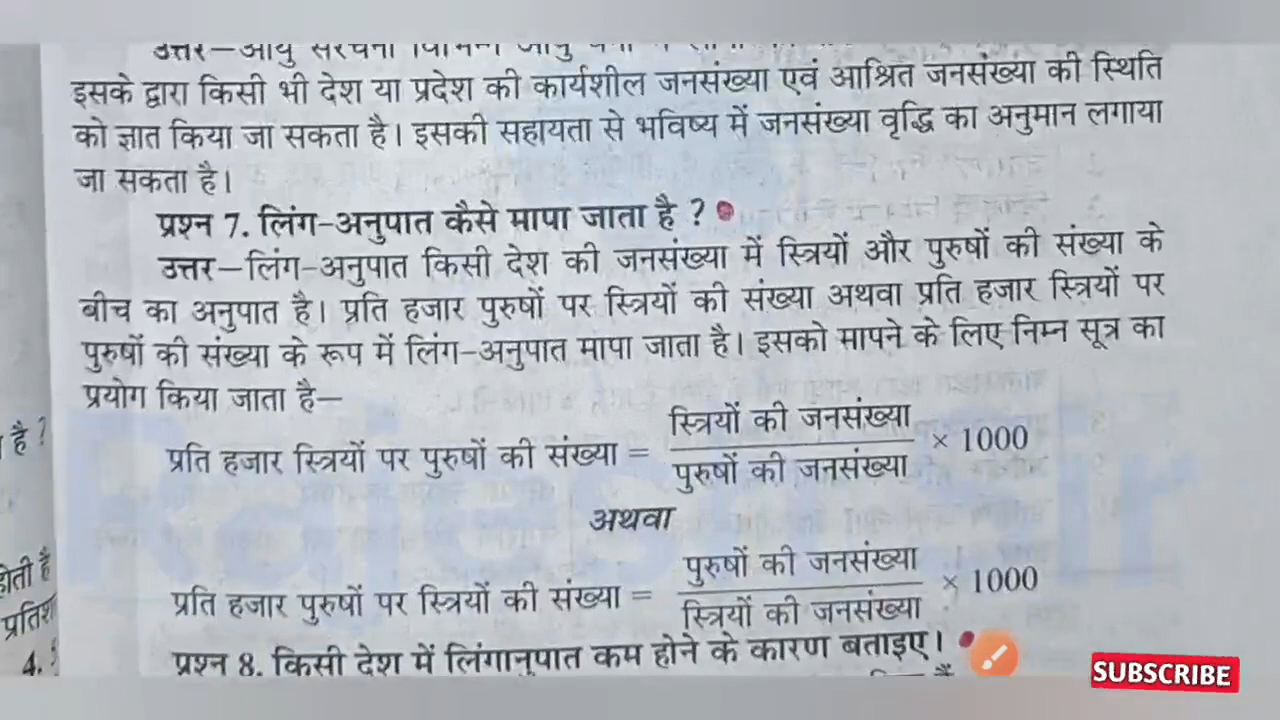 उत्तर–आयु संरचना विभिन्न आयु
इसके द्वारा किसी भी देश या प्रदेश की कार्यशील जनसंख्या एवं आश्रित जनसंख्या की स्थिति
को ज्ञात किया जा सकता है। इसकी सहायता से भविष्य में जनसंख्या वृद्धि का अनुमान लगाया
जा सकता है।
प्रश्न 7. लिंग-अनुपात कैसे मापा जाता है ?
उत्तर–लिंग-अनुपात किसी देश की जनसंख्या में स्त्रियों और पुरुषों की संख्या के
बीच का अनुपात है। प्रति हजार पुरुषों पर स्त्रियों की संख्या अथवा प्रति हजार स्त्रियों पर
पुरुषों की संख्या के रूप में लिंग-अनुपात मापा जाता है। इसको मापने के लिए निम्न सूत्र का
प्रयोग किया जाता है–
है ?
प्रति हजार स्त्रियों पर पुरुषों की संख्या = स्त्रियों की जनसंख्या / पुरुषों की जनसंख्या × 1000
अथवा
होती है
प्रति हजार पुरुषों पर स्त्रियों की संख्या = पुरुषों की जनसंख्या / स्त्रियों की जनसंख्या × 1000
4.
प्रश्न 8. किसी देश में लिंगानुपात कम होने के कारण बताइए।
SUBSCRIBE